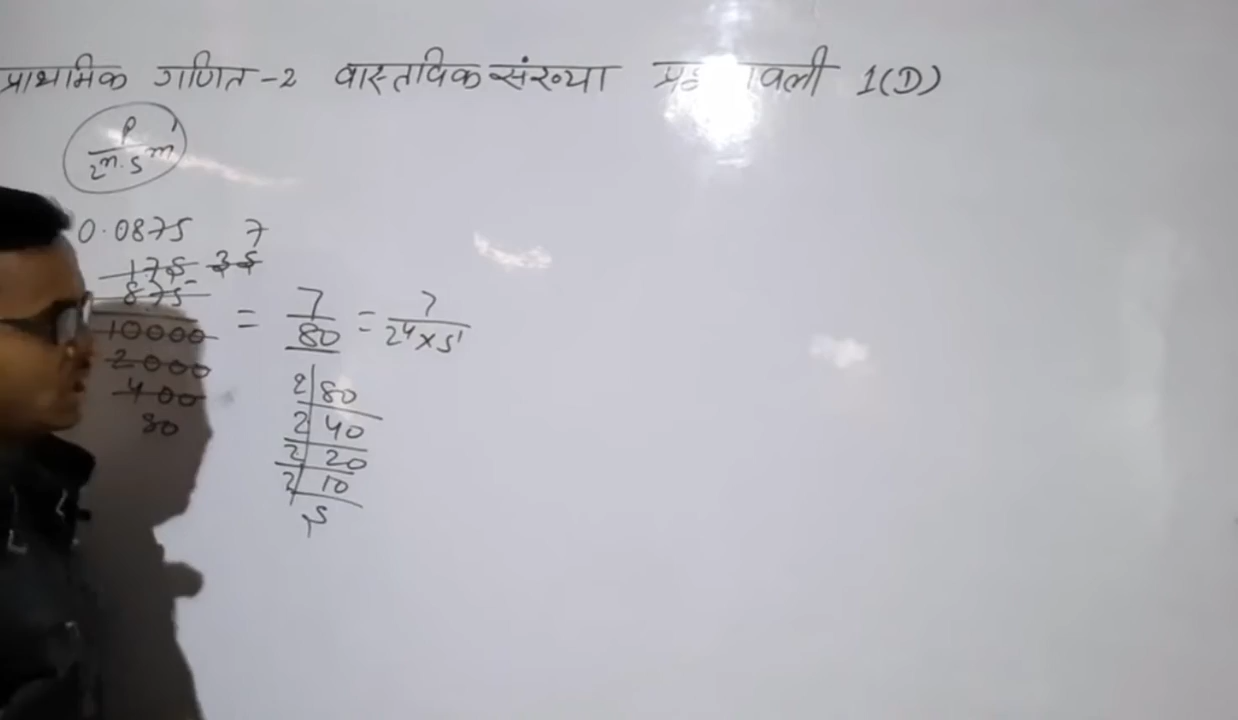 प्राथमिक गणित-2 वास्तविक संख्या 1(D)
p
2ⁿ·5ᵐ
0.0875 7
175 35
875
10000 = 7/80 = 7/2⁴×5¹
2000
400
80
2|80
2|40
2|20
2|10
5